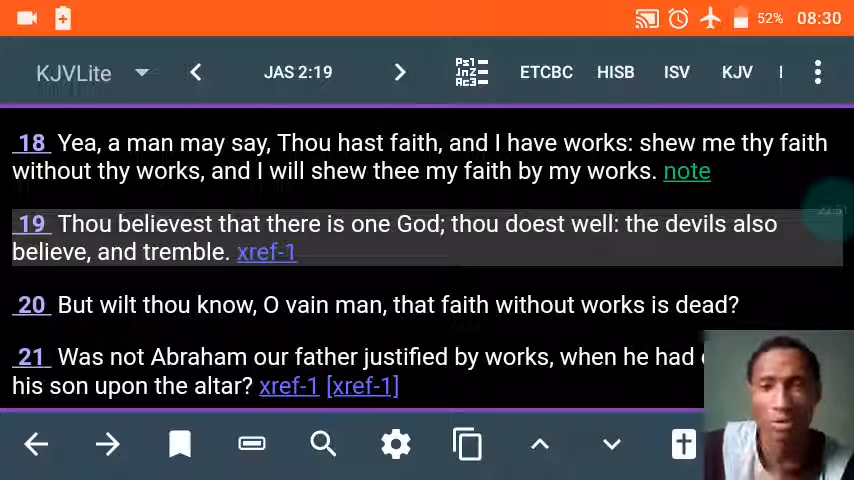 52% 08:30
KJVLite JAS 2:19 Ps1 JnZ Ac3 ETCBC HISB ISV KJV
18 Yea, a man may say, Thou hast faith, and I have works: shew me thy faith
without thy works, and I will shew thee my faith by my works. note
19 Thou believest that there is one God; thou doest well: the devils also
believe, and tremble. xref-1
20 But wilt thou know, O vain man, that faith without works is dead?
21 Was not Abraham our father justified by works, when he had
his son upon the altar? xref-1 [xref-1]